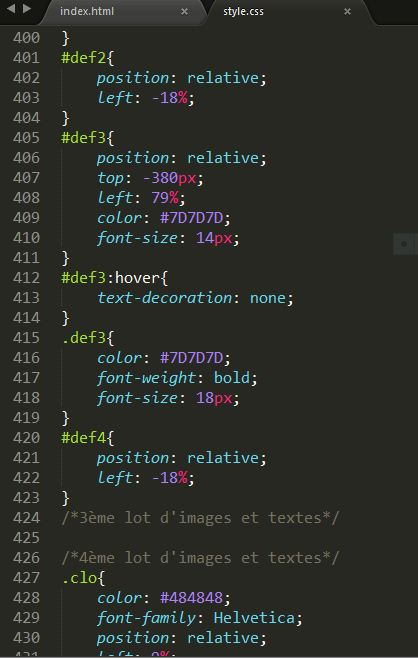 index.html × style.css ×
400 }
401 #def2{
402 position: relative;
403 left: -18%;
404 }
405 #def3{
406 position: relative;
407 top: -380px;
408 left: 79%;
409 color: #7D7D7D;
410 font-size: 14px;
411 }
412 #def3:hover{
413 text-decoration: none;
414 }
415 .def3{
416 color: #7D7D7D;
417 font-weight: bold;
418 font-size: 18px;
419 }
420 #def4{
421 position: relative;
422 left: -18%;
423 }
424 /*3ème lot d'images et textes*/
425
426 /*4ème lot d'images et textes*/
427 .clo{
428 color: #484848;
429 font-family: Helvetica;
430 position: relative;